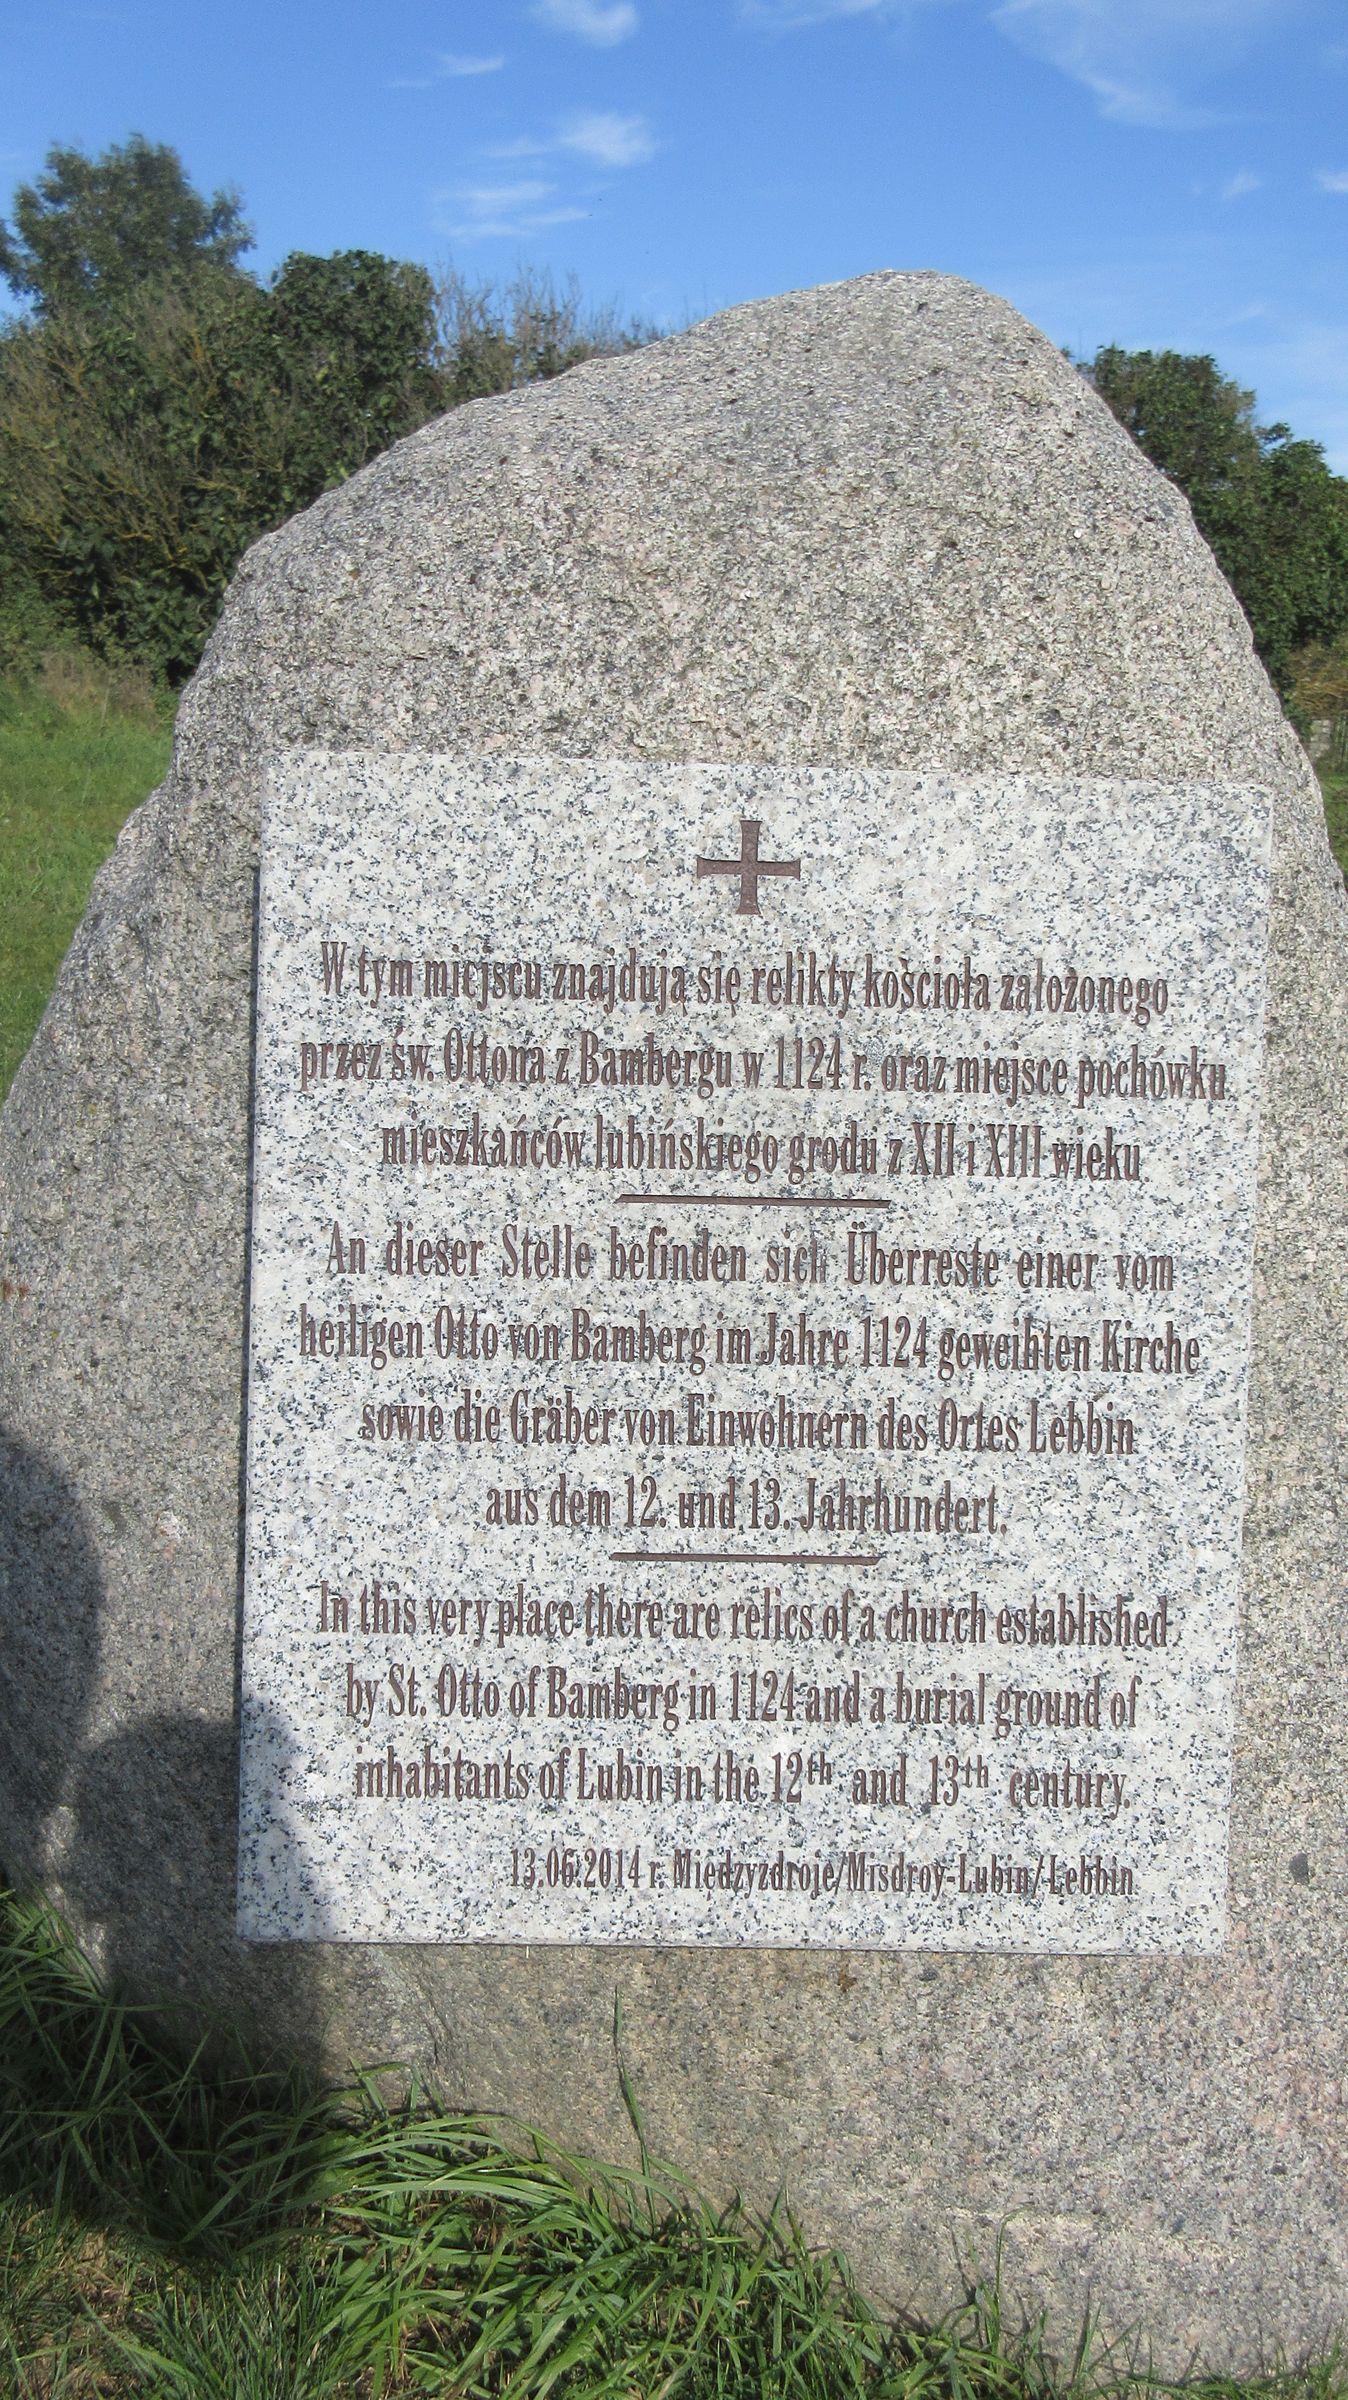 W tym miejscu znajdują się relikty kościoła założonego
przez św. Ottona z Bambergu w 1124 r. oraz miejsce pochówku
mieszkańców lubińskiego grodu z XII i XIII wieku.
An dieser Stelle befinden sich Überreste einer vom
heiligen Otto von Bamberg im Jahre 1124 geweihten Kirche
sowie die Gräber von Einwohnern des Ortes Lebbin
aus dem 12. und 13. Jahrhundert.
In this very place there are relics of a church established
by St. Otto of Bamberg in 1124 and a burial ground of
inhabitants of Lubin in the 12th and 13th century.
13.06.2014 r. Międzyzdroje/Misdroy-Lubin/Lebbin